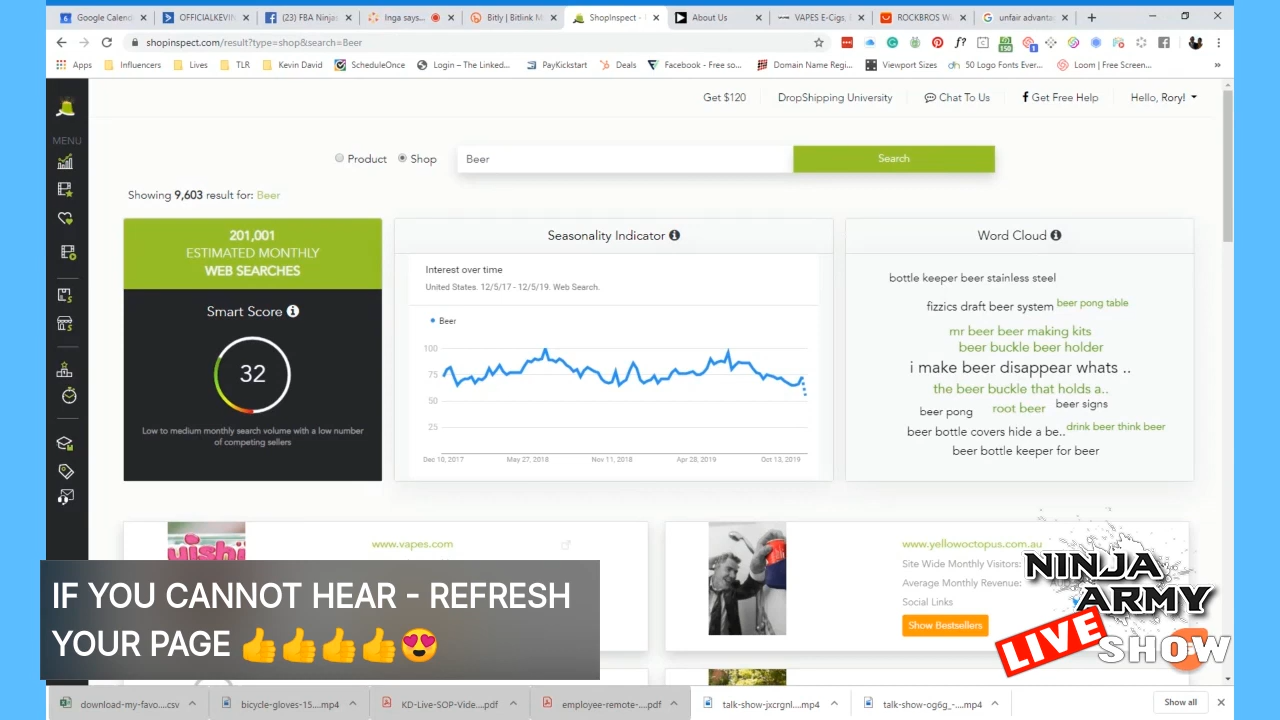 Google Calend
OFFICIALKEVIN
(23) FBA Ninjas
Inga says...
Bitly | Bitlink M
ShopInspect - F
About Us
VAPES E-Cigs,
ROCKBROS W
unfair advanta
shopinspect.com/result?type=shop&search=Beer
Apps
Influencers
Lives
TLR
Kevin David
ScheduleOnce
Login – The Linked...
PayKickstart
Deals
Facebook - Free so...
Domain Name Regi...
Viewport Sizes
50 Logo Fonts Ever...
Loom | Free Screen...
Get $120
DropShipping University
Chat To Us
Get Free Help
Hello, Rory!
MENU
Product
Shop
Beer
Search
Showing 9,603 result for: Beer
201,001
ESTIMATED MONTHLY
WEB SEARCHES
Smart Score
32
Low to medium monthly search volume with a low number
of competing sellers
Seasonality Indicator
Interest over time
United States. 12/5/17 - 12/5/19. Web Search.
Beer
100
75
50
25
Dec 10, 2017
May 27, 2018
Nov 11, 2018
Apr 28, 2019
Oct 13, 2019
Word Cloud
bottle keeper beer stainless steel
fizzics draft beer system
beer pong table
mr beer beer making kits
beer buckle beer holder
i make beer disappear whats ..
the beer buckle that holds a..
beer pong
root beer
beer signs
beer bottle covers hide a be..
drink beer think beer
beer bottle keeper for beer
www.vapes.com
www.yellowoctopus.com.au
Site Wide Monthly Visitors:
Average Monthly Revenue:
Social Links
Show Bestsellers
IF YOU CANNOT HEAR - REFRESH
YOUR PAGE 👍👍👍👍😍
NINJA
ARMY
LIVE
SHOW
download-my-favo....csv
bicycle-gloves-15....mp4
KD-Live-SOP-Vide....pdf
employee-remote-....pdf
talk-show-jxcrgnl....mp4
talk-show-og6g_-....mp4
Show all